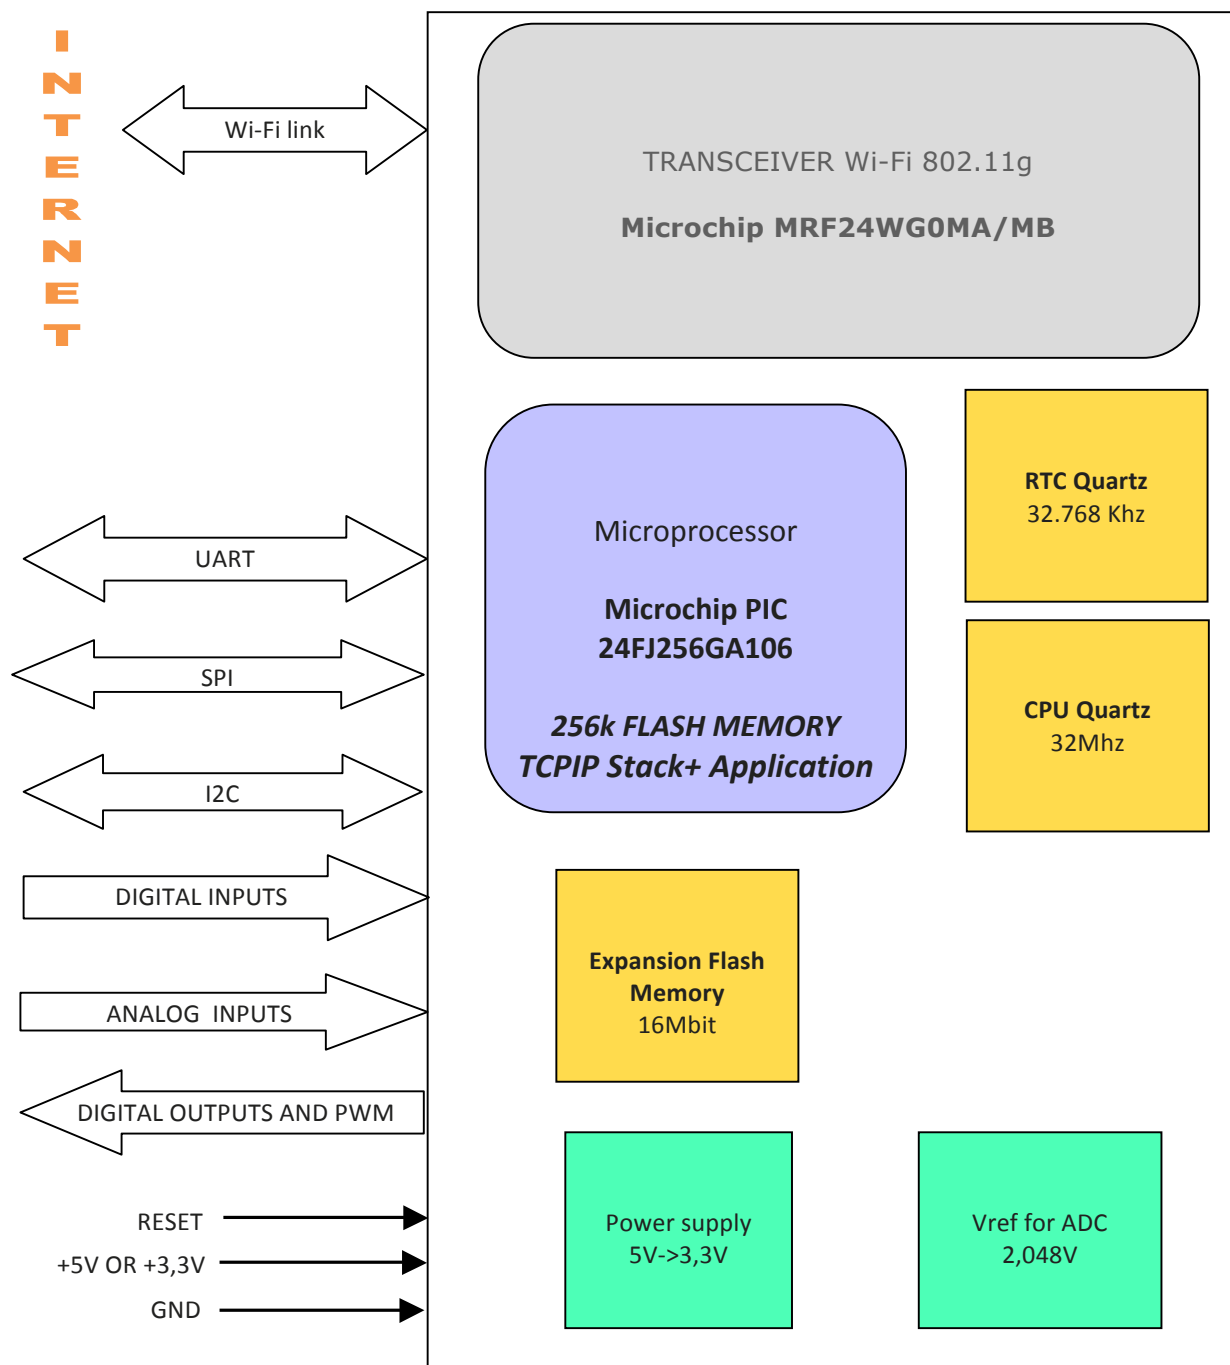 INTERNET
Wi-Fi link
TRANSCEIVER Wi-Fi 802.11g
Microchip MRF24WG0MA/MB
RTC Quartz
32.768 Khz
Microprocessor
Microchip PIC
24FJ256GA106
256k FLASH MEMORY
TCPIP Stack+ Application
CPU Quartz
32Mhz
UART
SPI
I2C
DIGITAL INPUTS
ANALOG  INPUTS
DIGITAL OUTPUTS AND PWM
Expansion Flash
Memory
16Mbit
RESET
+5V OR +3,3V
GND
Power supply
5V->3,3V
Vref for ADC
2,048V